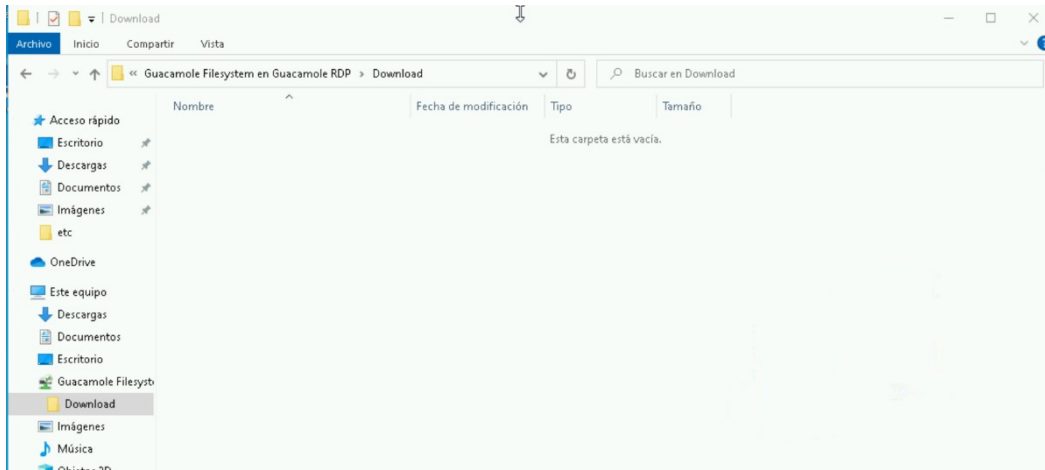 Download
Archivo Inicio Compartir Vista
« Guacamole Filesystem en Guacamole RDP > Download
Buscar en Download
Nombre Fecha de modificación Tipo Tamaño
Esta carpeta está vacía.
Acceso rápido
Escritorio
Descargas
Documentos
Imágenes
etc
OneDrive
Este equipo
Descargas
Documentos
Escritorio
Guacamole Filesyst
Download
Imágenes
Música
Objetos 3D